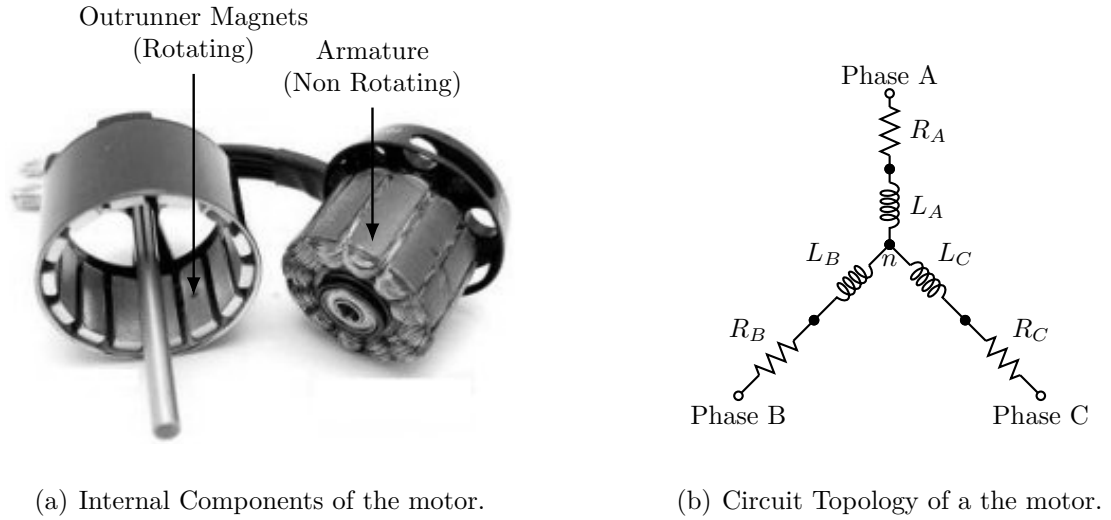 Outrunner Magnets
(Rotating)
Armature
(Non Rotating)
Phase A
R_A
L_A
n
L_B
L_C
R_B
R_C
Phase B
Phase C
(a) Internal Components of the motor.
(b) Circuit Topology of a the motor.